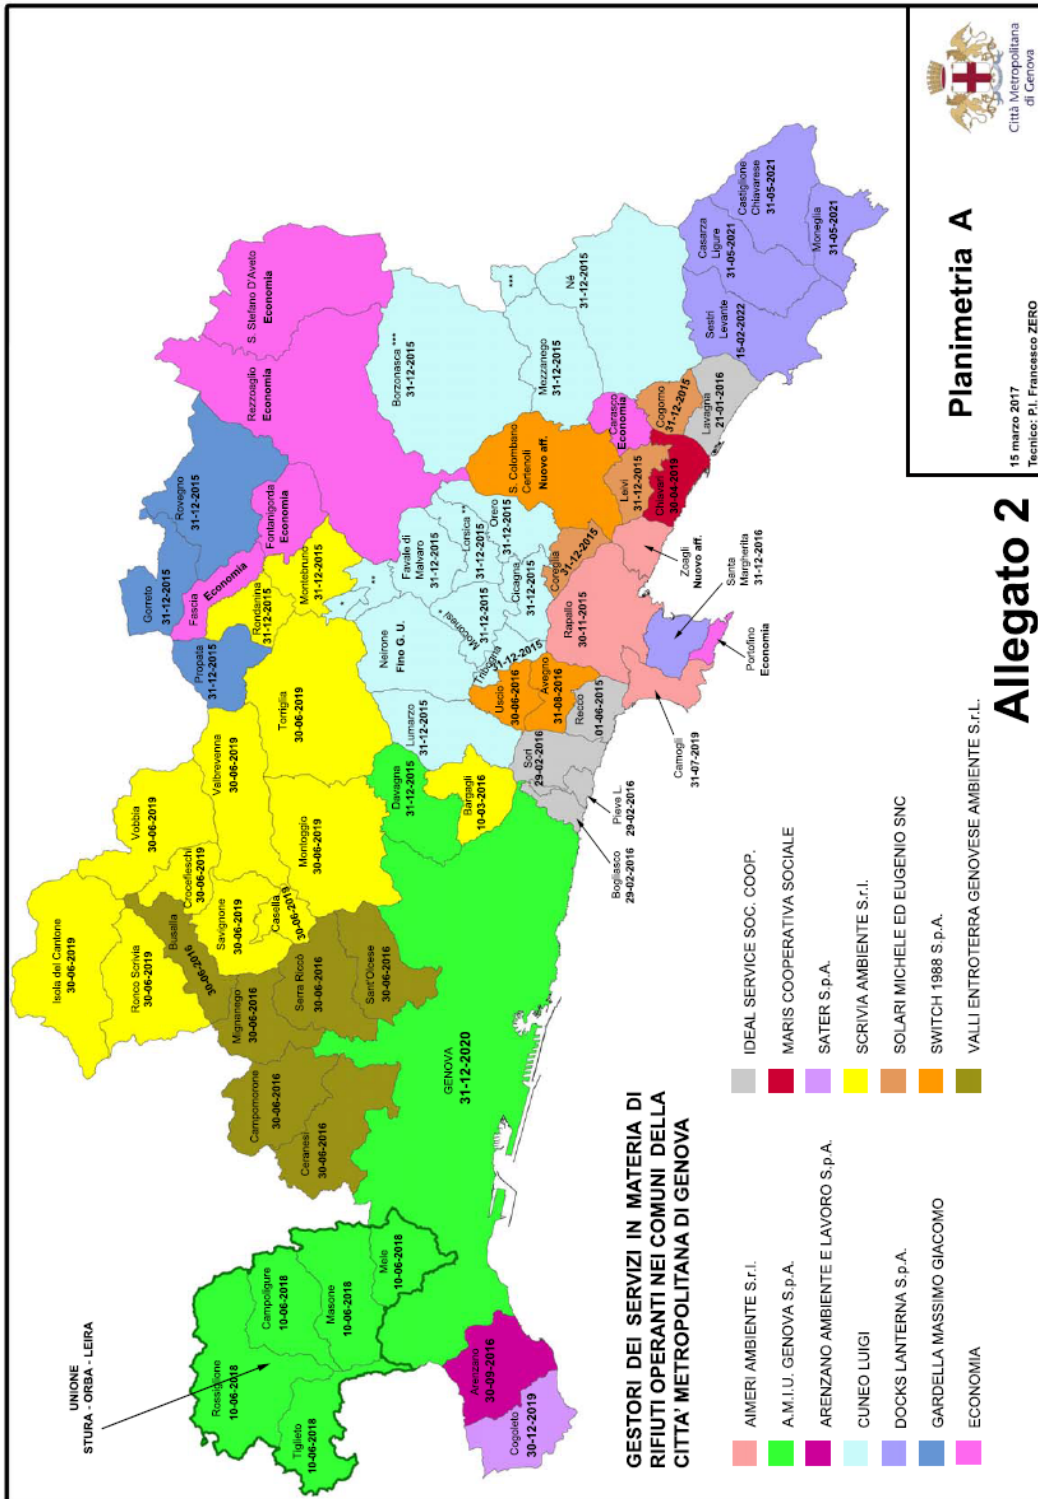 UNIONE
STURA - ORBA - LEIRA
Rossiglione
10-06-2018
Campoligure
10-06-2018
Tiglieto
10-06-2018
Masone
10-06-2018
Mele
10-06-2018
Cogoleto
30-12-2019
Arenzano
30-09-2016
Ceranesi
30-06-2016
Campomorone
30-06-2016
Mignanego
30-06-2016
Busalla
30-06-2016
Serra Riccò
30-06-2016
Sant'Olcese
30-06-2016
GENOVA
31-12-2020
Isola del Cantone
30-06-2019
Ronco Scrivia
30-06-2019
Vobbia
30-06-2019
Crocefieschi
30-06-2019
Savignone
30-06-2019
Casella
30-06-2019
Valbrevenna
30-06-2019
Montoggio
30-06-2019
Torriglia
30-06-2019
Davagna
31-12-2015
Bargagli
10-03-2016
Lumarzo
31-12-2015
Propata
31-12-2015
Gorreto
31-12-2015
Rovegno
31-12-2015
Fascia
Economia
Rondanina
31-12-2015
Montebruno
31-12-2015
Fontanigorda
Economia
Rezzoaglio
Economia
S. Stefano D'Aveto
Economia
*
**
Neirone
Fino G. U.
Favale di
Malvaro
31-12-2015
Lorsica **
31-12-2015
Moconesi *
31-12-2015
Orero
31-12-2015
Cicagna
31-12-2015
Tribogna
31-12-2015
Coreglia
31-12-2015
Borzonasca ***
31-12-2015
***
Mezzanego
31-12-2015
Né
31-12-2015
S. Colombano
Certenoli
Nuovo aff.
Carasco
Economia
Cogorno
31-12-2015
Leivi
31-12-2015
Chiavari
30-04-2019
Lavagna
21-01-2016
Sestri
Levante
15-02-2022
Casarza
Ligure
31-05-2021
Castiglione
Chiavarese
31-05-2021
Moneglia
31-05-2021
Uscio
30-06-2016
Avegno
31-08-2016
Recco
01-06-2015
Sori
29-02-2016
Pieve L.
29-02-2016
Bogliasco
29-02-2016
Rapallo
30-11-2015
Zoagli
Nuovo aff.
Santa
Margherita
31-12-2016
Portofino
Economia
Camogli
31-07-2019
GESTORI DEI SERVIZI IN MATERIA DI
RIFIUTI OPERANTI NEI COMUNI DELLA
CITTA' METROPOLITANA DI GENOVA
AIMERI AMBIENTE S.r.l.
A.M.I.U. GENOVA S.p.A.
ARENZANO AMBIENTE E LAVORO S.p.A.
CUNEO LUIGI
DOCKS LANTERNA S.p.A.
GARDELLA MASSIMO GIACOMO
ECONOMIA
IDEAL SERVICE SOC. COOP.
MARIS COOPERATIVA SOCIALE
SATER S.p.A.
SCRIVIA AMBIENTE S.r.l.
SOLARI MICHELE ED EUGENIO SNC
SWITCH 1988 S.p.A.
VALLI ENTROTERRA GENOVESE AMBIENTE S.r.L.
Allegato 2
Città Metropolitana
di Genova
Planimetria A
15 marzo 2017
Tecnico: P.I. Francesco ZERO